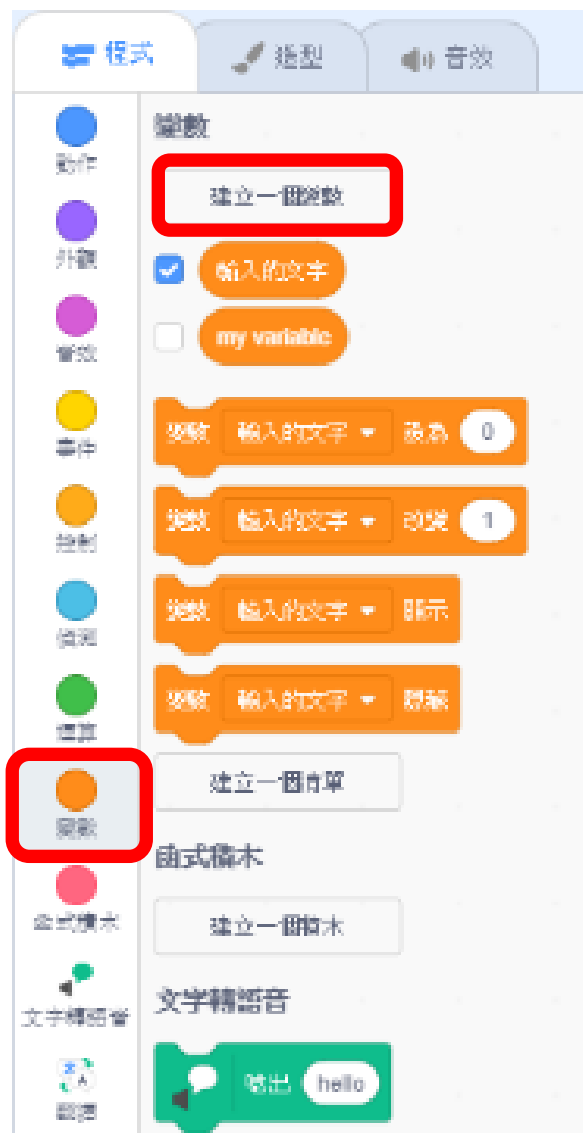 程式
造型
音效
動作
外觀
音效
事件
控制
偵測
運算
變數
函式積木
文字轉語音
翻譯
變數
建立一個變數
輸入的文字
my variable
變數 輸入的文字 設為 0
變數 輸入的文字 改變 1
變數 輸入的文字 顯示
變數 輸入的文字 隱藏
建立一個清單
函式積木
建立一個積木
文字轉語音
唸出 hello